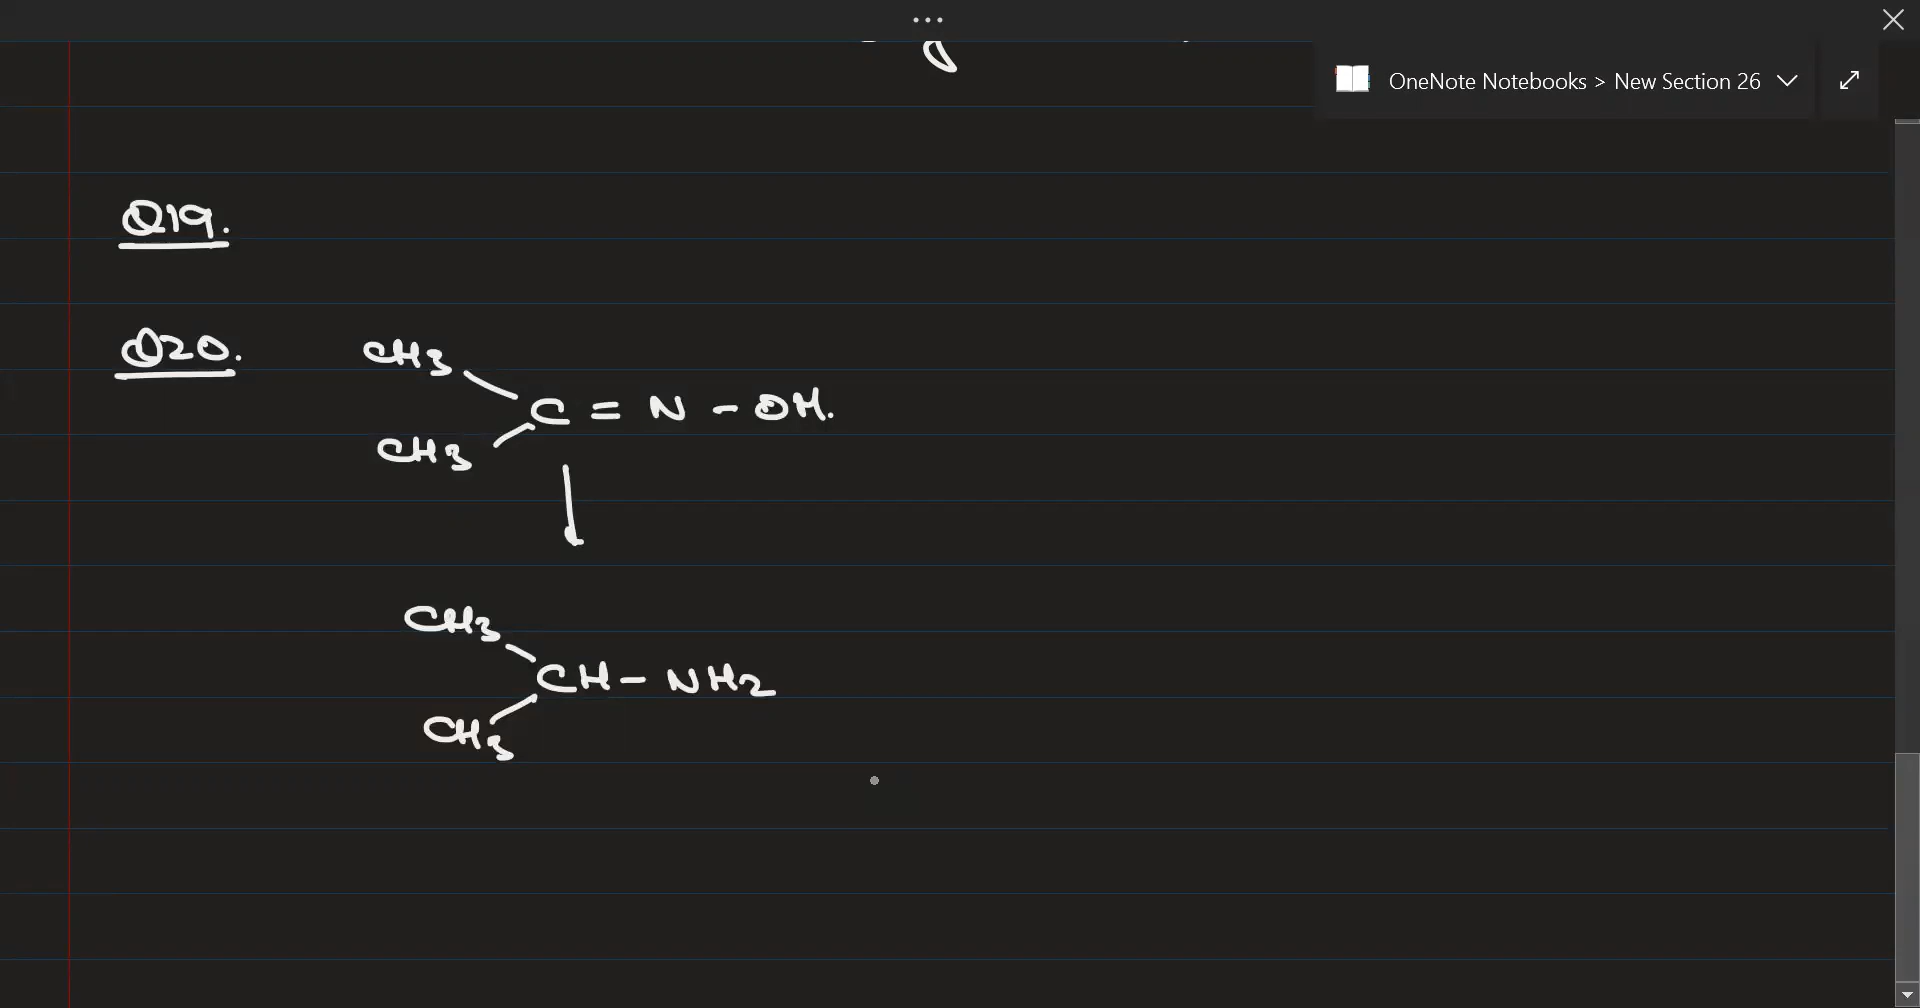 ...
OneNote Notebooks > New Section 26
Q19.
Q20.
CH3
C = N - OH.
CH3
CH3
CH - NH2
CH3